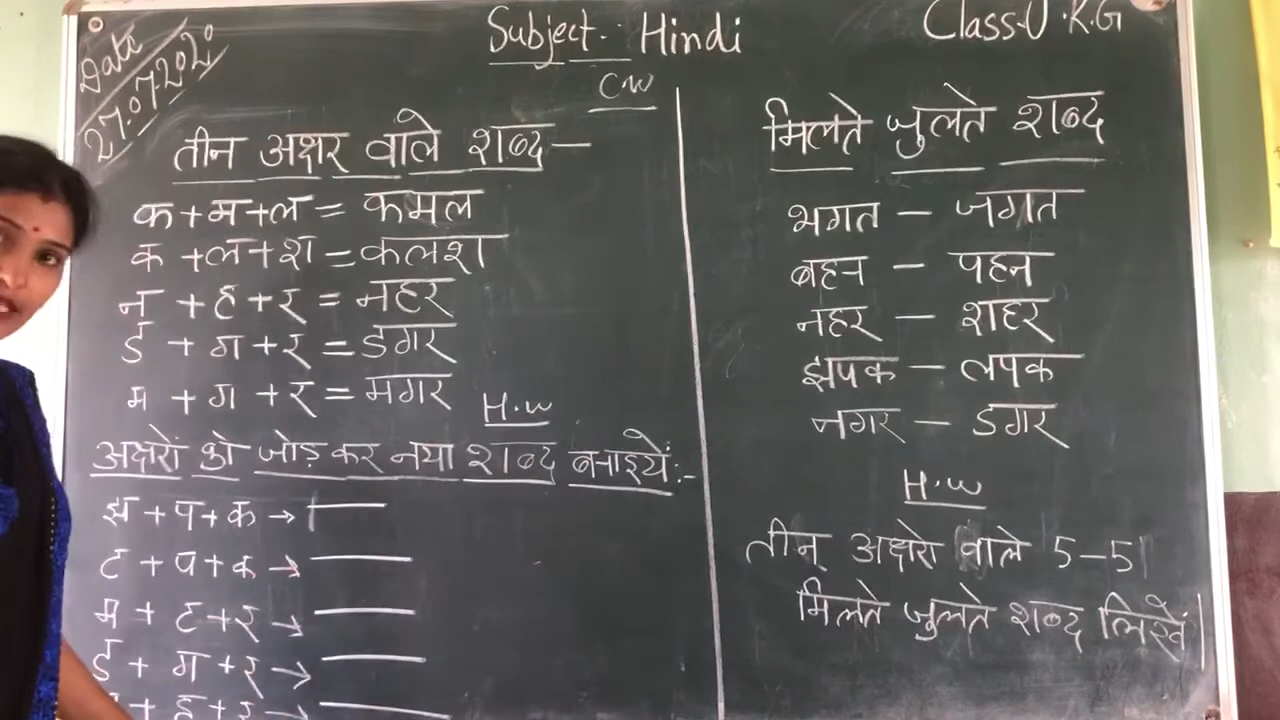 Date
27.07.2020
Subject:- Hindi
Class-U.K.G
C.W
तीन अक्षर वाले शब्द —
क + म + ल = कमल
क + ल + श = कलश
न + ह + र = नहर
ड + ग + र = डगर
म + ग + र = मगर
H.W
अक्षरों को जोड़ कर नया शब्द बनाइये:-
झ + प + क →
ट + प + क →
म + ट + र →
ड + ग + र →
+ ह + र →
मिलते जुलते शब्द
भगत — जगत
बहन — पहन
नहर — शहर
झपक — लपक
नगर — डगर
H.W
तीन अक्षरो वाले 5-5
मिलते जुलते शब्द लिखें|